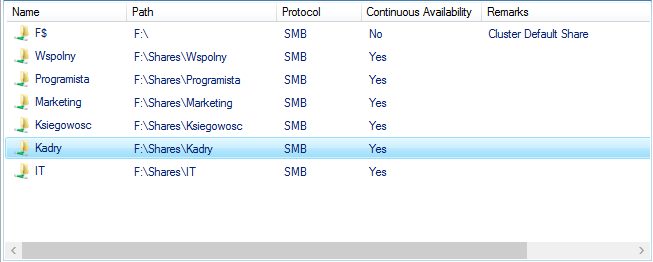 Name Path Protocol Continuous Availability Remarks
F$ F:\ SMB No Cluster Default Share
Wspolny F:\Shares\Wspolny SMB Yes
Programista F:\Shares\Programista SMB Yes
Marketing F:\Shares\Marketing SMB Yes
Ksiegowosc F:\Shares\Ksiegowosc SMB Yes
Kadry F:\Shares\Kadry SMB Yes
IT F:\Shares\IT SMB Yes